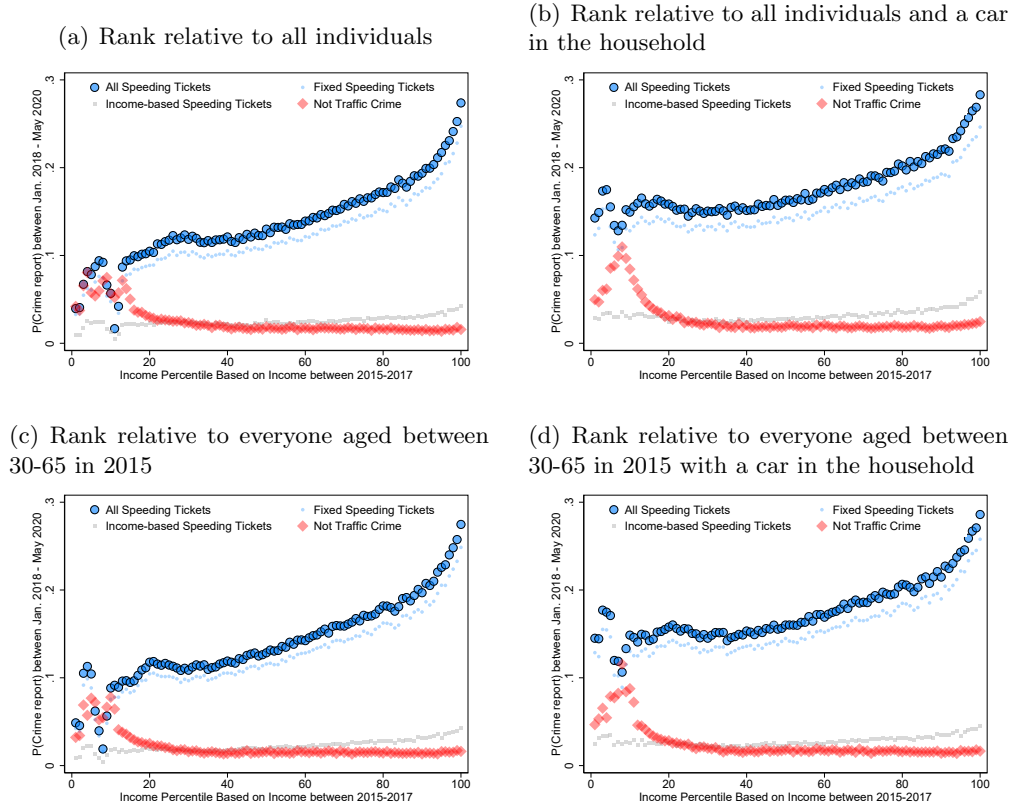 (a) Rank relative to all individuals
P(Crime report) between Jan. 2018 - May 2020
All Speeding Tickets
Fixed Speeding Tickets
Income-based Speeding Tickets
Not Traffic Crime
.3
.2
.1
0
0 20 40 60 80 100
Income Percentile Based on Income between 2015-2017
(b) Rank relative to all individuals and a car
in the household
P(Crime report) between Jan. 2018 - May 2020
All Speeding Tickets
Fixed Speeding Tickets
Income-based Speeding Tickets
Not Traffic Crime
.3
.2
.1
0
0 20 40 60 80 100
Income Percentile Based on Income between 2015-2017
(c) Rank relative to everyone aged between
30-65 in 2015
P(Crime report) between Jan. 2018 - May 2020
All Speeding Tickets
Fixed Speeding Tickets
Income-based Speeding Tickets
Not Traffic Crime
.3
.2
.1
0
0 20 40 60 80 100
Income Percentile Based on Income between 2015-2017
(d) Rank relative to everyone aged between
30-65 in 2015 with a car in the household
P(Crime report) between Jan. 2018 - May 2020
All Speeding Tickets
Fixed Speeding Tickets
Income-based Speeding Tickets
Not Traffic Crime
.3
.2
.1
0
0 20 40 60 80 100
Income Percentile Based on Income between 2015-2017